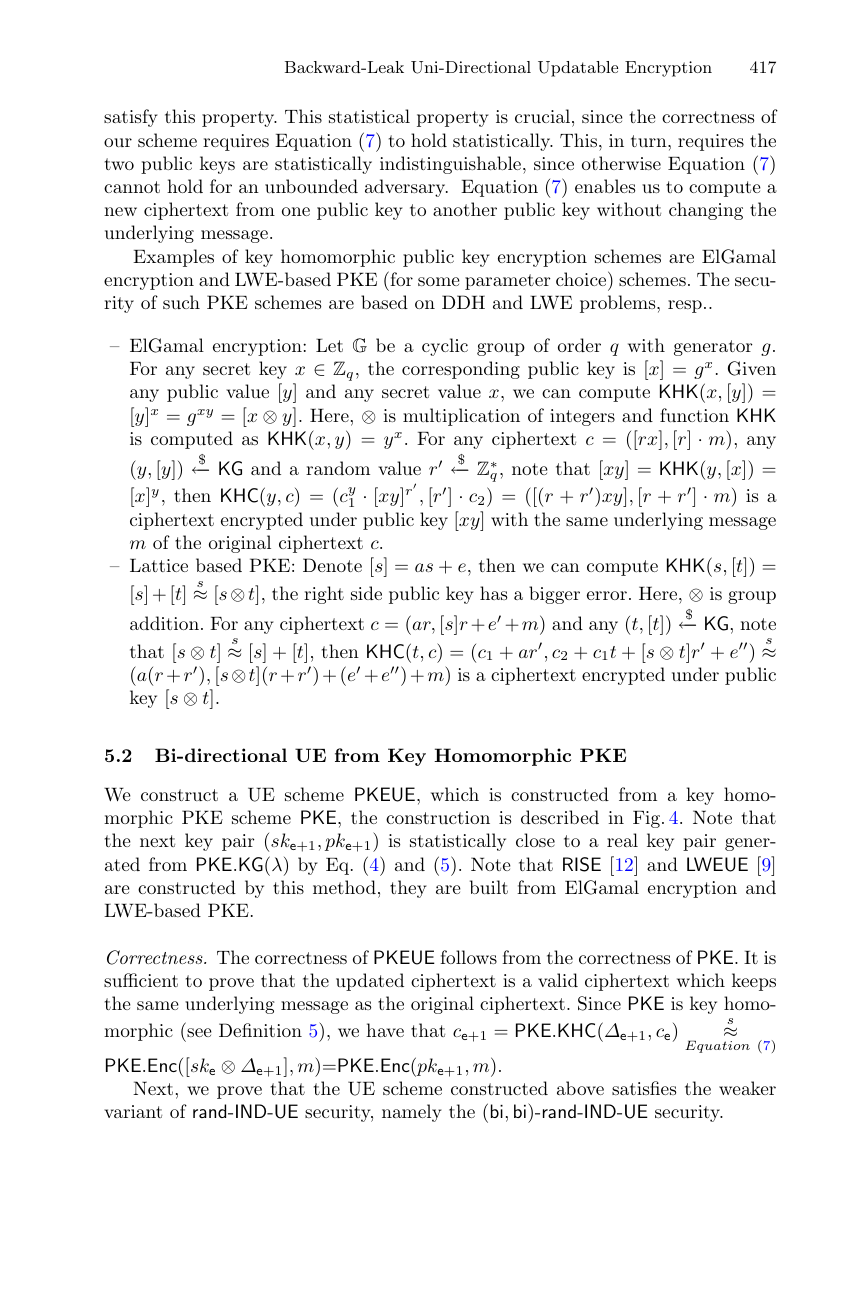 Backward-Leak Uni-Directional Updatable Encryption 417
satisfy this property. This statistical property is crucial, since the correctness of
our scheme requires Equation (7) to hold statistically. This, in turn, requires the
two public keys are statistically indistinguishable, since otherwise Equation (7)
cannot hold for an unbounded adversary. Equation (7) enables us to compute a
new ciphertext from one public key to another public key without changing the
underlying message.
Examples of key homomorphic public key encryption schemes are ElGamal
encryption and LWE-based PKE (for some parameter choice) schemes. The secu-
rity of such PKE schemes are based on DDH and LWE problems, resp..
– ElGamal encryption: Let 𝔾 be a cyclic group of order q with generator g.
For any secret key x ∈ ℤ_q, the corresponding public key is [x] = g^x. Given
any public value [y] and any secret value x, we can compute KHK(x, [y]) =
[y]^x = g^{xy} = [x ⊗ y]. Here, ⊗ is multiplication of integers and function KHK
is computed as KHK(x, y) = y^x. For any ciphertext c = ([rx], [r] · m), any
(y, [y]) ←$ KG and a random value r′ ←$ ℤ*_q, note that [xy] = KHK(y, [x]) =
[x]^y, then KHC(y, c) = (c_1^y · [xy]^{r′}, [r′] · c_2) = ([(r + r′)xy], [r + r′] · m) is a
ciphertext encrypted under public key [xy] with the same underlying message
m of the original ciphertext c.
– Lattice based PKE: Denote [s] = as + e, then we can compute KHK(s, [t]) =
[s] + [t] ≈^s [s ⊗ t], the right side public key has a bigger error. Here, ⊗ is group
addition. For any ciphertext c = (ar, [s]r + e′ + m) and any (t, [t]) ←$ KG, note
that [s ⊗ t] ≈^s [s] + [t], then KHC(t, c) = (c_1 + ar′, c_2 + c_1t + [s ⊗ t]r′ + e′′) ≈^s
(a(r + r′), [s ⊗ t](r + r′) + (e′ + e′′) + m) is a ciphertext encrypted under public
key [s ⊗ t].
5.2 Bi-directional UE from Key Homomorphic PKE
We construct a UE scheme PKEUE, which is constructed from a key homo-
morphic PKE scheme PKE, the construction is described in Fig. 4. Note that
the next key pair (sk_{e+1}, pk_{e+1}) is statistically close to a real key pair gener-
ated from PKE.KG(λ) by Eq. (4) and (5). Note that RISE [12] and LWEUE [9]
are constructed by this method, they are built from ElGamal encryption and
LWE-based PKE.
Correctness. The correctness of PKEUE follows from the correctness of PKE. It is
sufficient to prove that the updated ciphertext is a valid ciphertext which keeps
the same underlying message as the original ciphertext. Since PKE is key homo-
morphic (see Definition 5), we have that c_{e+1} = PKE.KHC(Δ_{e+1}, c_e) ≈^s_{Equation (7)}
PKE.Enc([sk_e ⊗ Δ_{e+1}], m)=PKE.Enc(pk_{e+1}, m).
Next, we prove that the UE scheme constructed above satisfies the weaker
variant of rand-IND-UE security, namely the (bi, bi)-rand-IND-UE security.